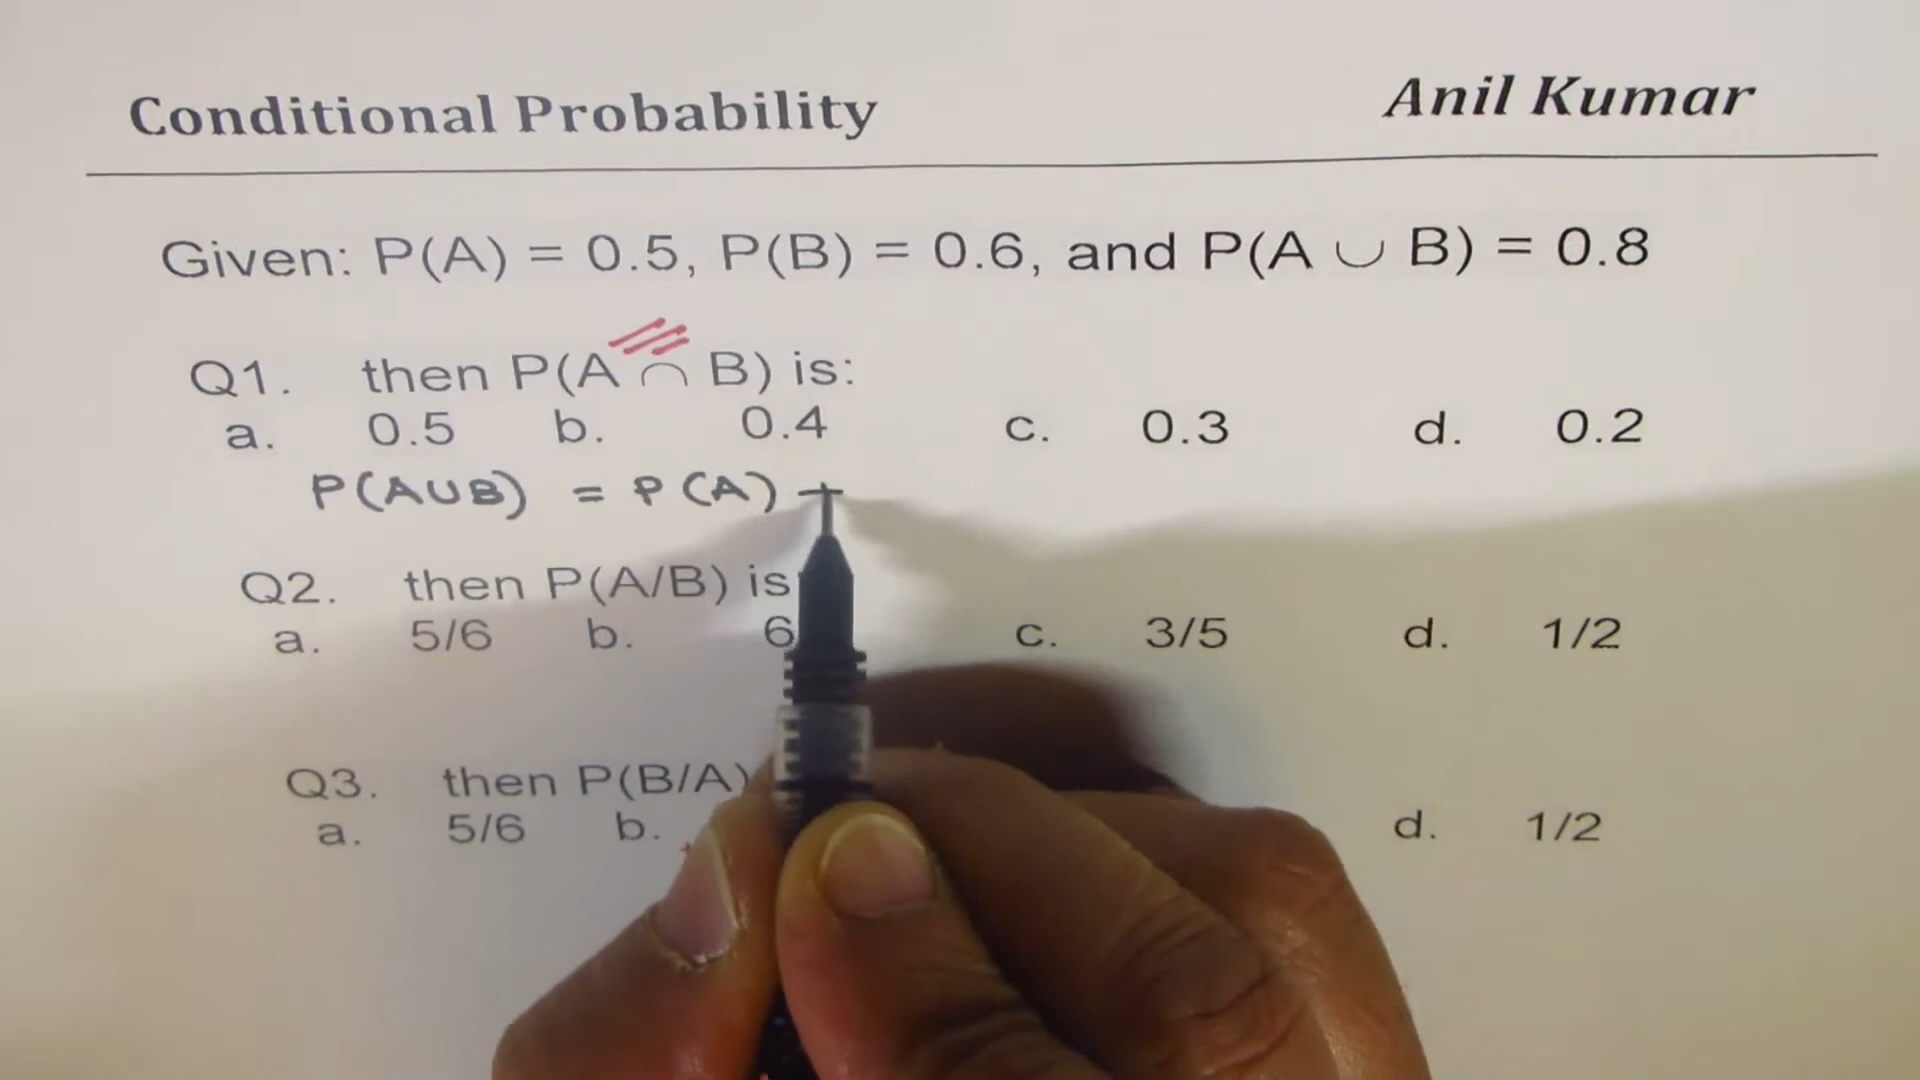 Conditional Probability Anil Kumar
Given: P(A) = 0.5, P(B) = 0.6, and P(A ∪ B) = 0.8
Q1. then P(A ∩ B) is:
a. 0.5 b. 0.4 c. 0.3 d. 0.2
P(A∪B) = P(A) +
Q2. then P(A/B) is
a. 5/6 b. 6 c. 3/5 d. 1/2
Q3. then P(B/A)
a. 5/6 b. d. 1/2